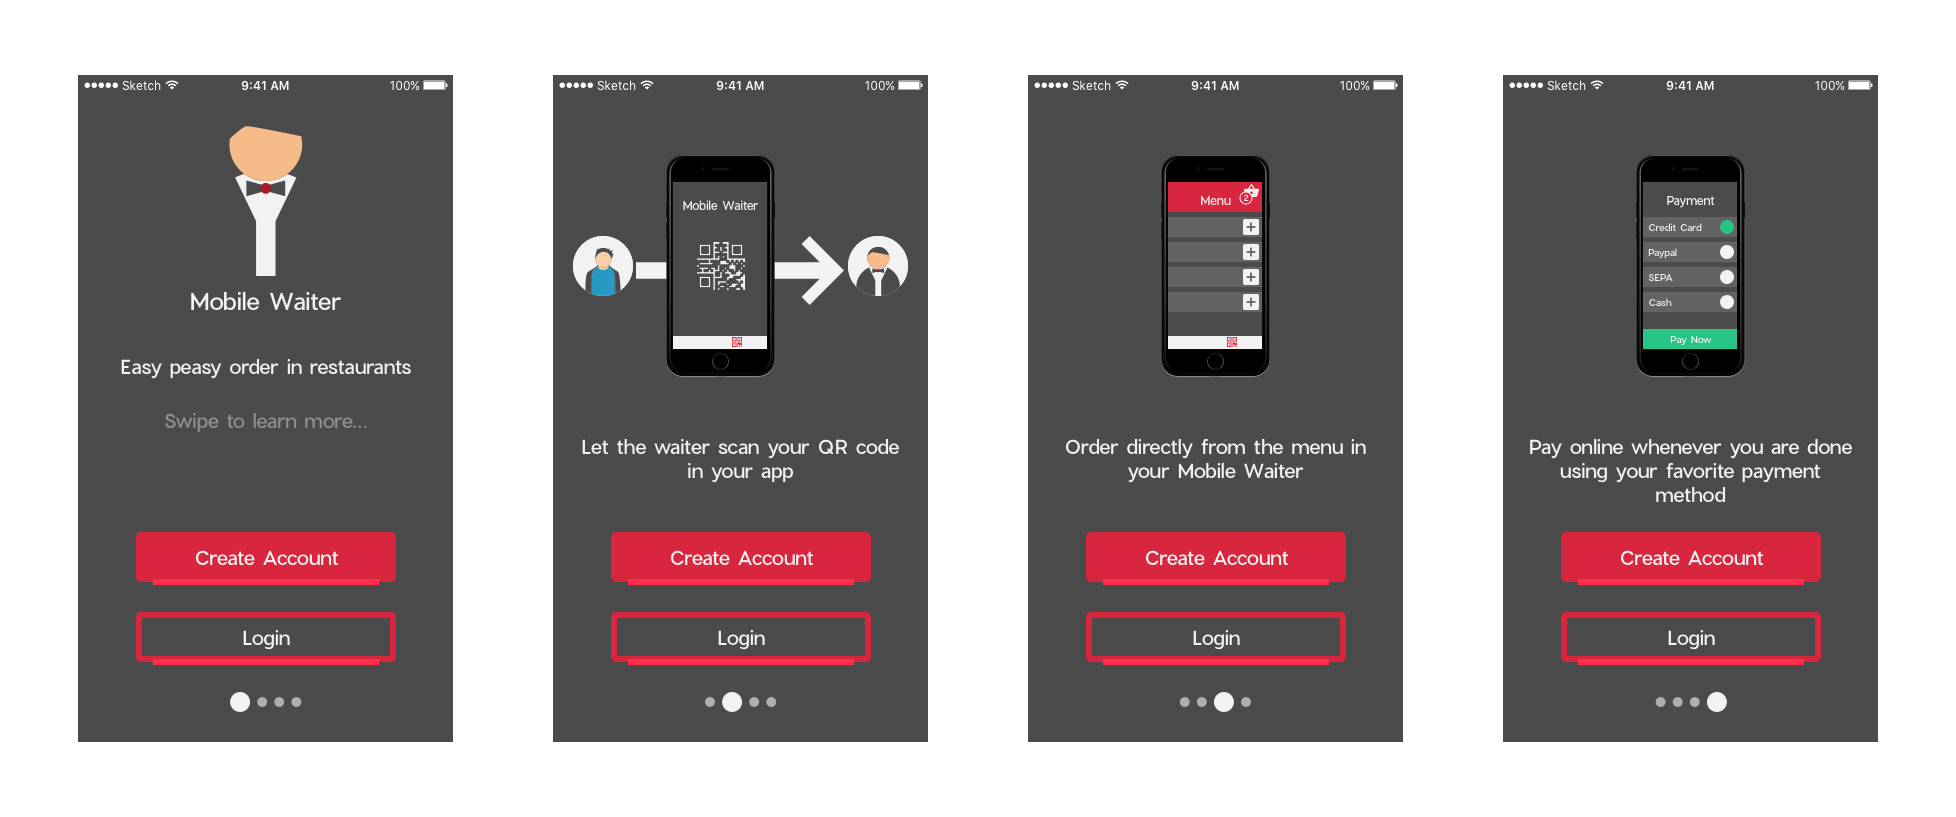 Sketch 9:41 AM 100%
Mobile Waiter
Easy peasy order in restaurants
Swipe to learn more...
Create Account
Login
Sketch 9:41 AM 100%
Mobile Waiter
Let the waiter scan your QR code
in your app
Create Account
Login
Sketch 9:41 AM 100%
Menu 2
Order directly from the menu in
your Mobile Waiter
Create Account
Login
Sketch 9:41 AM 100%
Payment
Credit Card
Paypal
SEPA
Cash
Pay Now
Pay online whenever you are done
using your favorite payment
method
Create Account
Login